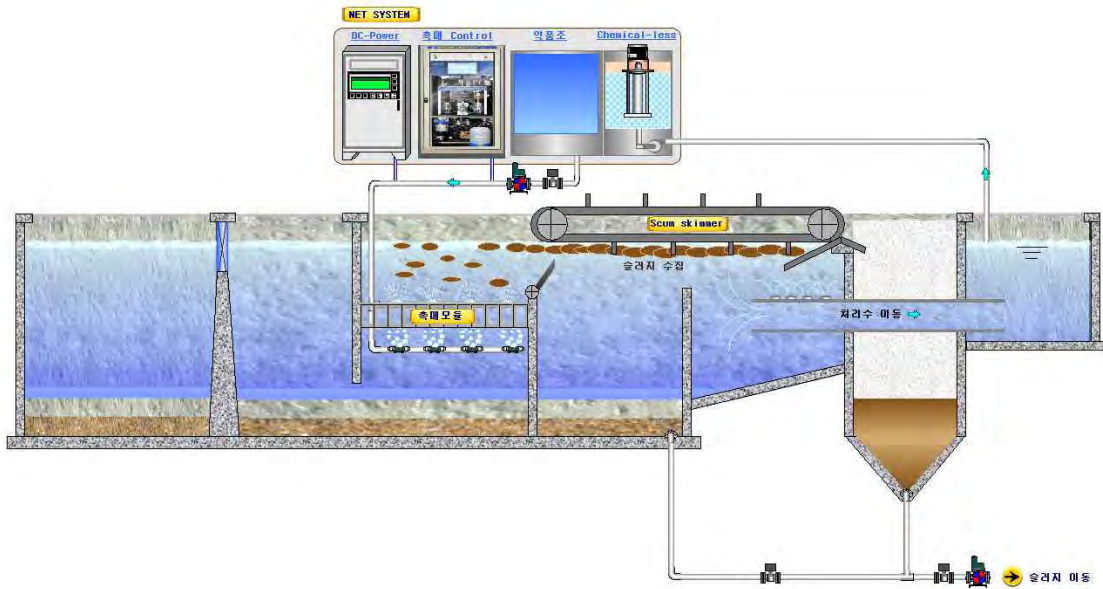 NET SYSTEM
DC-Power 촉매 Control 약품조 Chemical-less
Scum skimmer
슬러지 수집
촉매모듈
처리수 이동
슬러지 이동